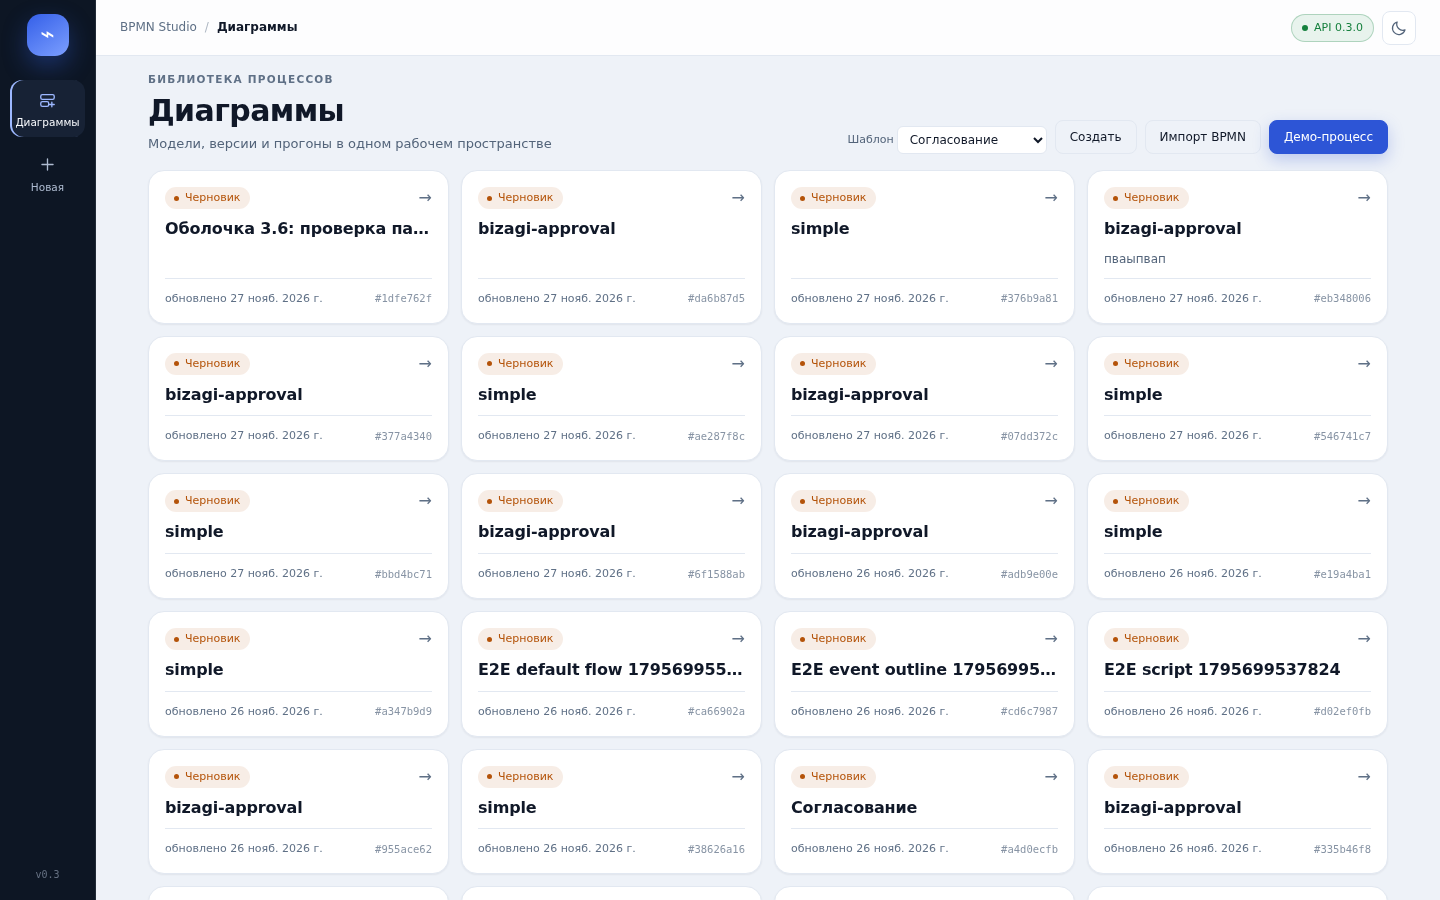 BPMN Studio / Диаграммы
API 0.3.0
Диаграммы
Новая
v0.3
БИБЛИОТЕКА ПРОЦЕССОВ
Диаграммы
Модели, версии и прогоны в одном рабочем пространстве
Шаблон Согласование Создать Импорт BPMN Демо-процесс
Черновик → Черновик → Черновик → Черновик →
Оболочка 3.6: проверка па… bizagi-approval simple bizagi-approval
пваыпвап
обновлено 27 нояб. 2026 г. #1dfe762f обновлено 27 нояб. 2026 г. #da6b87d5 обновлено 27 нояб. 2026 г. #376b9a81 обновлено 27 нояб. 2026 г. #eb348006
Черновик → Черновик → Черновик → Черновик →
bizagi-approval simple bizagi-approval simple
обновлено 27 нояб. 2026 г. #377a4340 обновлено 27 нояб. 2026 г. #ae287f8c обновлено 27 нояб. 2026 г. #07dd372c обновлено 27 нояб. 2026 г. #546741c7
Черновик → Черновик → Черновик → Черновик →
simple bizagi-approval bizagi-approval simple
обновлено 27 нояб. 2026 г. #bbd4bc71 обновлено 27 нояб. 2026 г. #6f1588ab обновлено 26 нояб. 2026 г. #adb9e00e обновлено 26 нояб. 2026 г. #e19a4ba1
Черновик → Черновик → Черновик → Черновик →
simple E2E default flow 179569955… E2E event outline 17956995… E2E script 1795699537824
обновлено 26 нояб. 2026 г. #a347b9d9 обновлено 26 нояб. 2026 г. #ca66902a обновлено 26 нояб. 2026 г. #cd6c7987 обновлено 26 нояб. 2026 г. #d02ef0fb
Черновик → Черновик → Черновик → Черновик →
bizagi-approval simple Согласование bizagi-approval
обновлено 26 нояб. 2026 г. #955ace62 обновлено 26 нояб. 2026 г. #38626a16 обновлено 26 нояб. 2026 г. #a4d0ecfb обновлено 26 нояб. 2026 г. #335b46f8